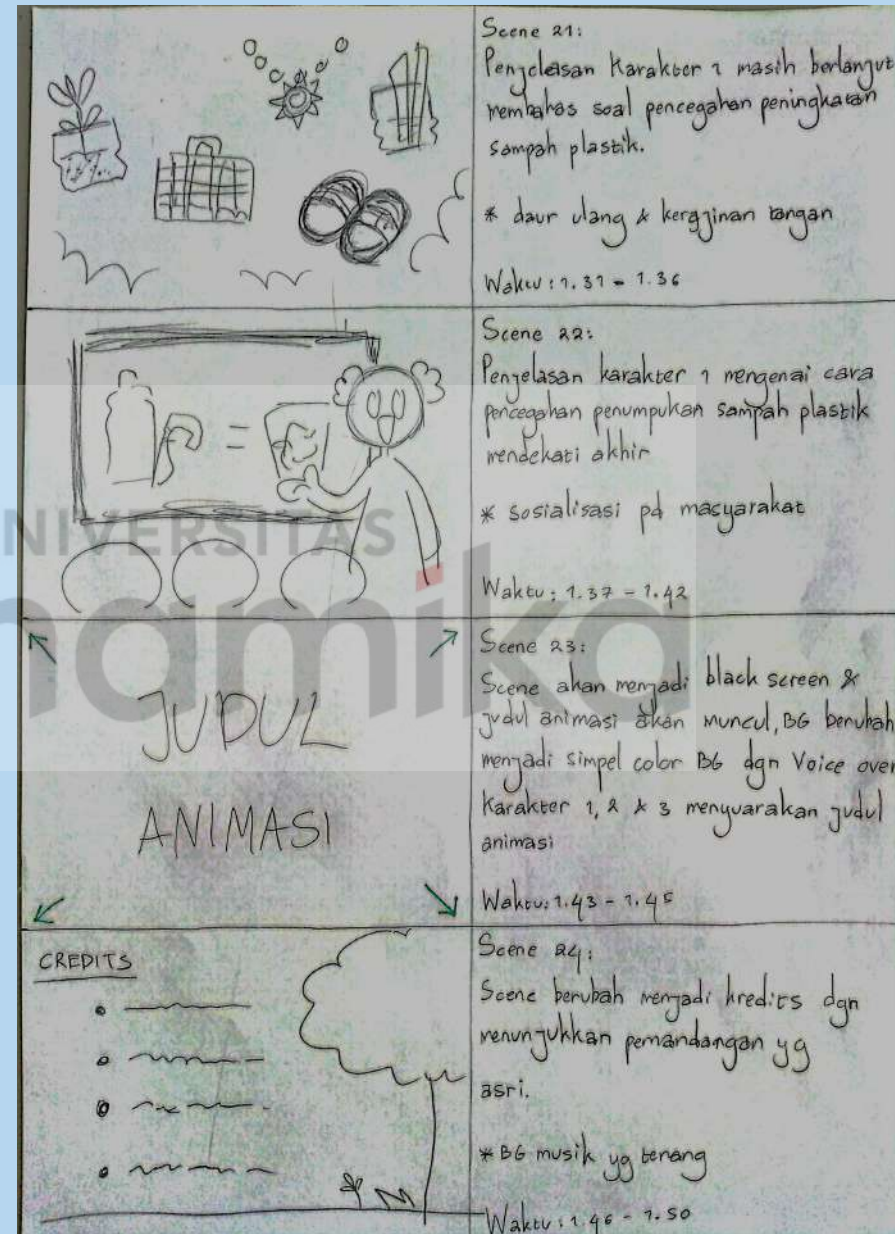 Scene 21:
Penjelasan Karakter 1 masih berlanjut
membahas soal pencegahan peningkatan
sampah plastik.
* daur ulang & kerajinan tangan
Waktu: 1.31 - 1.36
Scene 22:
Penjelasan karakter 1 mengenai cara
pencegahan penumpukan sampah plastik
mendekati akhir
* sosialisasi pd masyarakat
Waktu: 1.37 - 1.42
JUDUL
ANIMASI
Scene 23:
Scene akan menjadi black screen &
judul animasi akan muncul, BG berubah
menjadi simpel color BG dgn Voice over
Karakter 1, 2 & 3 menyuarakan judul
animasi
Waktu: 1.43 - 1.45
CREDITS
Scene 24:
Scene berubah menjadi kredits dgn
menunjukkan pemandangan yg
asri.
* BG musik yg tenang
Waktu: 1.46 - 1.50
NIVERSITAS
namika